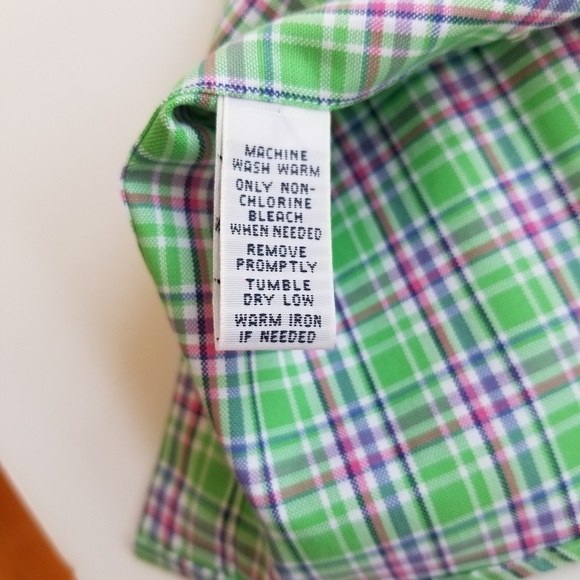 MACHINE
WASH WARM
ONLY NON-
CHLORINE
BLEACH
WHEN NEEDED
REMOVE
PROMPTLY
TUMBLE
DRY LOW
WARM IRON
IF NEEDED